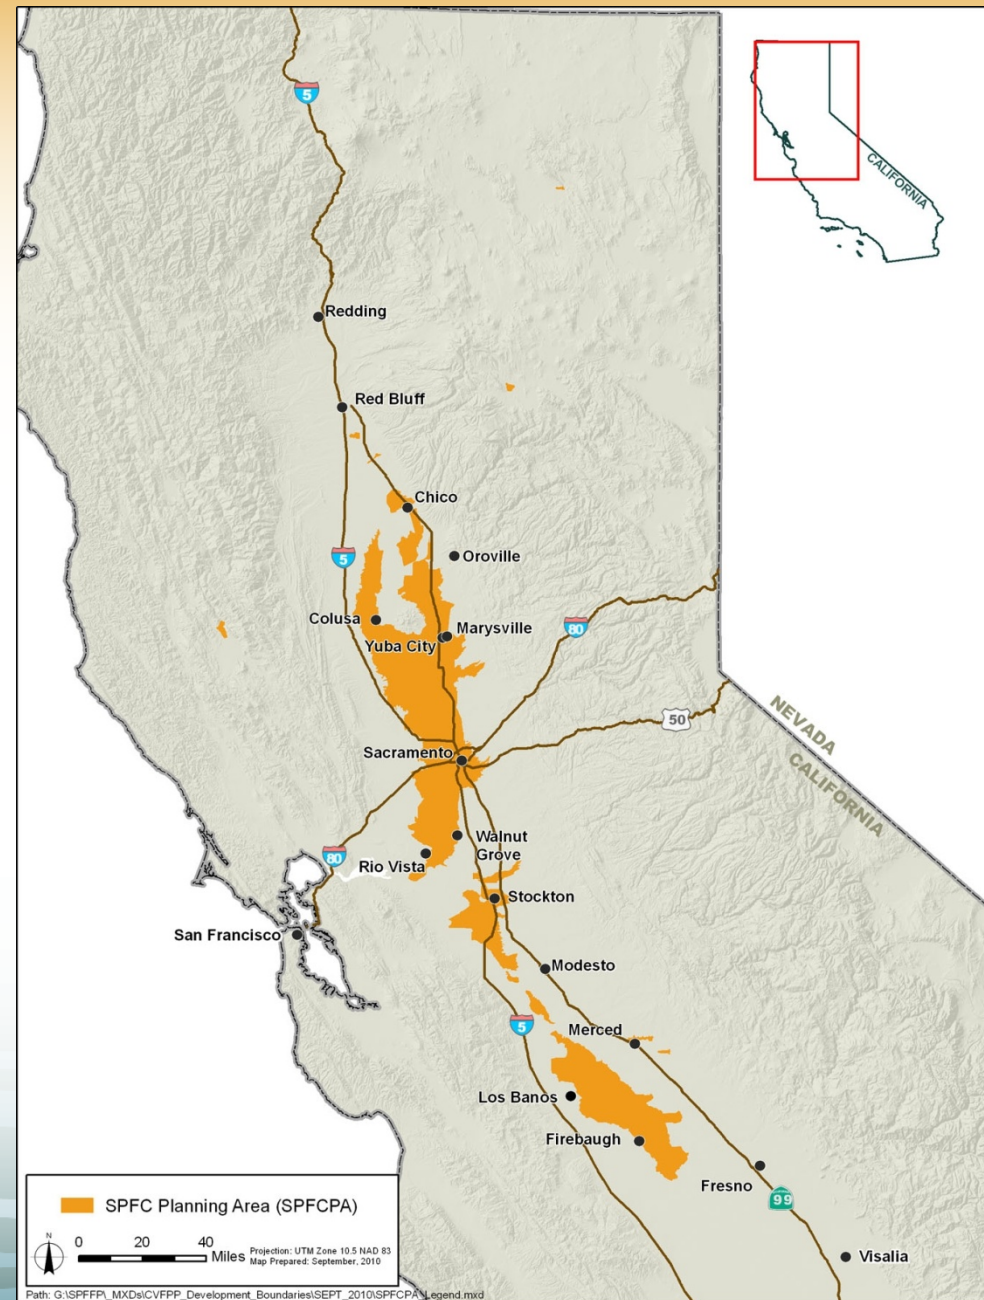 5
CALIFORNIA
Redding
Red Bluff
Chico
5
Oroville
Colusa
Marysville
80
Yuba City
50
NEVADA
CALIFORNIA
Sacramento
Walnut
Grove
80
Rio Vista
Stockton
San Francisco
Modesto
5
Merced
Los Banos
Firebaugh
Fresno
99
Visalia
SPFC Planning Area (SPFCPA)
N
0 20 40
Miles
Projection: UTM Zone 10.5 NAD 83
Map Prepared: September, 2010
Path: G:\SPFFP\_MXDs\CVFPP_Development_Boundaries\SEPT_2010\SPFCPA_Legend.mxd